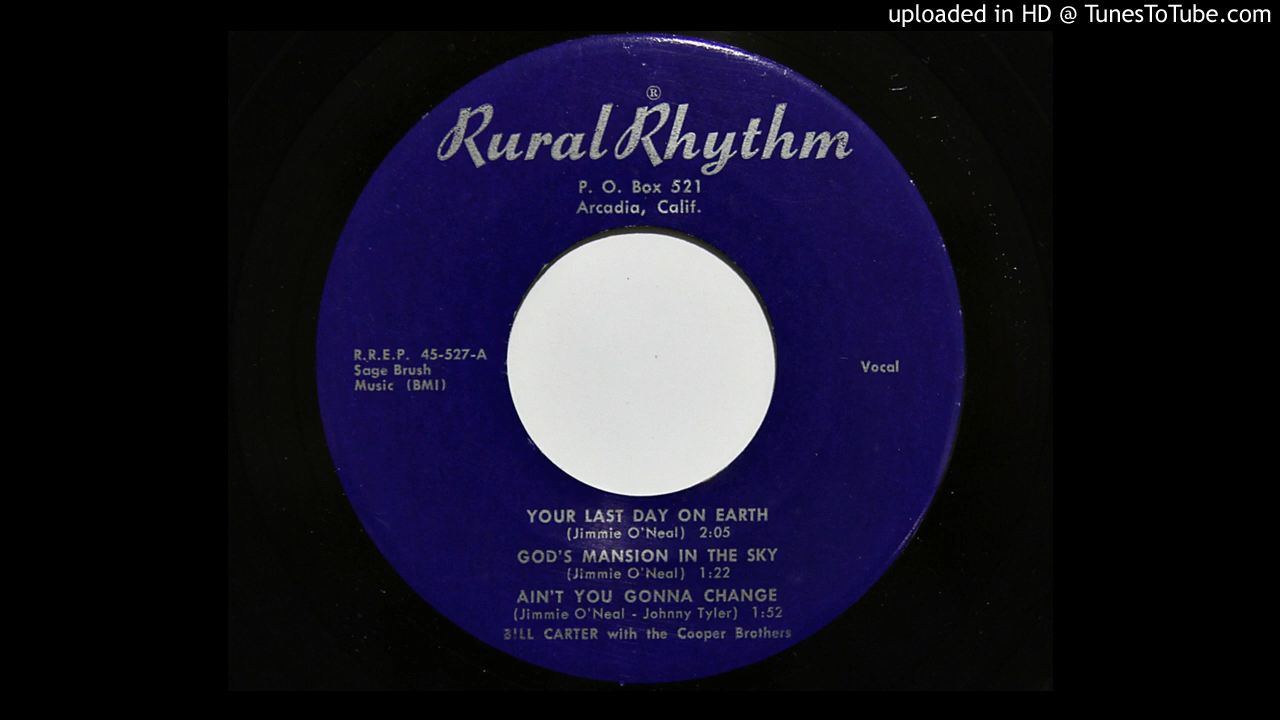 uploaded in HD @ TunesToTube.com
®
Rural Rhythm
P. O. Box 521
Arcadia, Calif.
R.R.E.P. 45-527-A
Sage Brush
Music (BMI)
Vocal
YOUR LAST DAY ON EARTH
(Jimmie O'Neal) 2:05
GOD'S MANSION IN THE SKY
(Jimmie O'Neal) 1:22
AIN'T YOU GONNA CHANGE
(Jimmie O'Neal - Johnny Tyler) 1:52
BILL CARTER with the Cooper Brothers